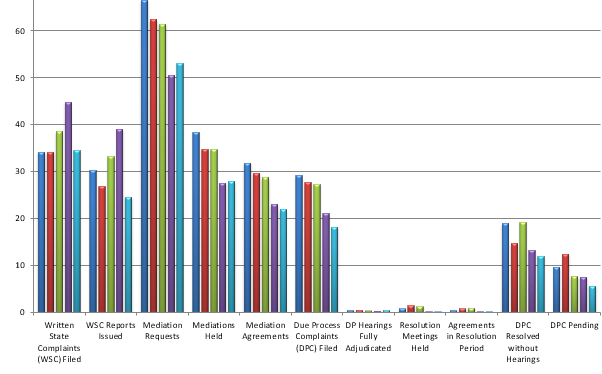 60
50
40
30
20
10
0
Written
State
Complaints
(WSC) Filed
WSC Reports
Issued
Mediation
Requests
Mediations
Held
Mediation
Agreements
Due Process
Complaints
(DPC) Filed
DP Hearings
Fully
Adjudicated
Resolution
Meetings
Held
Agreements
in Resolution
Period
DPC
Resolved
without
Hearings
DPC Pending